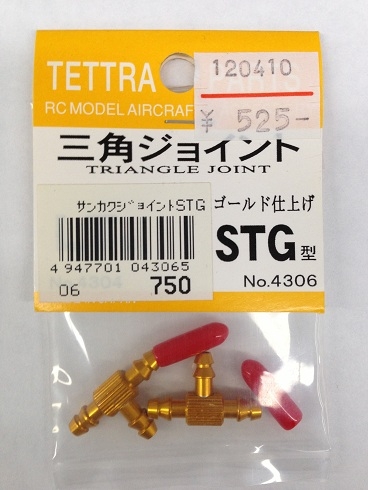 TETTRA
120410
RC MODEL AIRCRAF
¥ 525-
三角ジョイント
TRIANGLE JOINT
サンカクジョイントSTG
ゴールド仕上げ
STG型
4 947701 043065
06 750
No.4306